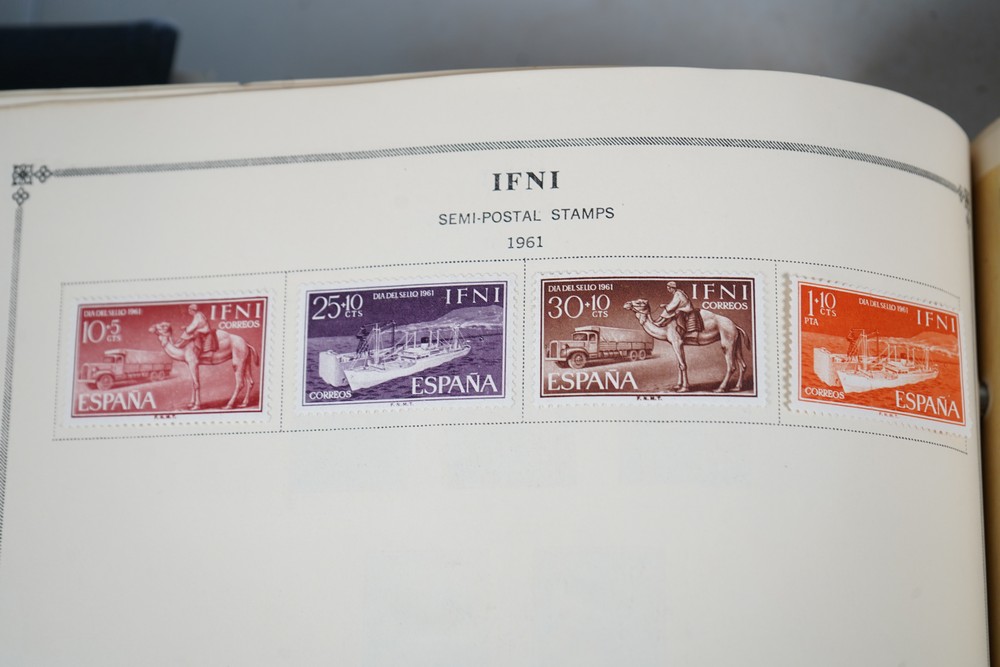 IFNI
SEMI-POSTAL STAMPS
1961
DIA DEL SELLO 1961
IFNI
10+5
CTS
CORREOS
ESPAÑA
F.N.M.T.
25+10
CTS
DIA DEL SELLO 1961
IFNI
CORREOS
ESPAÑA
F.N.M.T.
30+10
CTS
DIA DEL SELLO 1961
IFNI
CORREOS
ESPAÑA
F.N.M.T.
1+10
PTA
CTS
DIA DEL SELLO 1961
IFNI
CORREOS
ESPAÑA